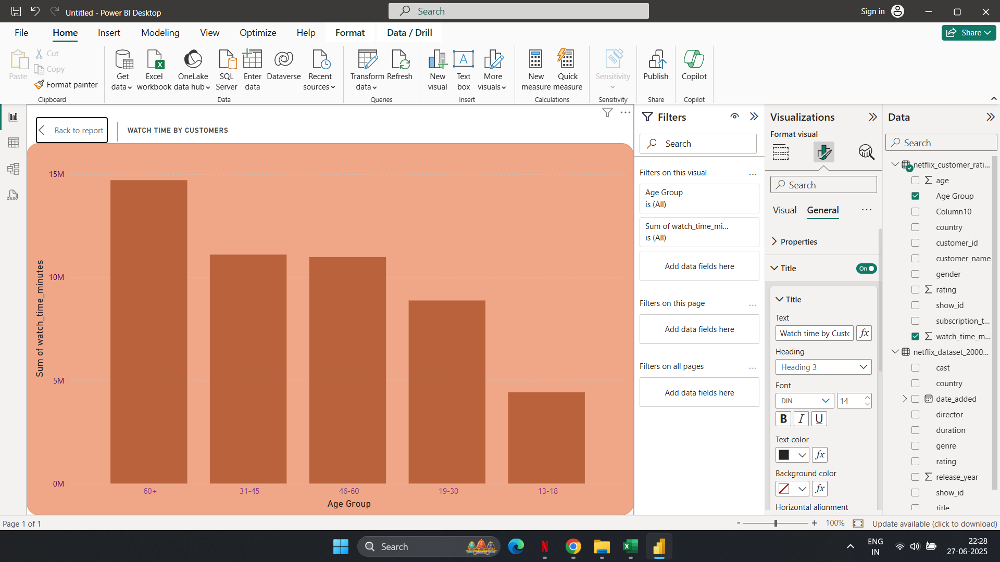 Untitled - Power BI Desktop
Search
Sign in
File
Home
Insert
Modeling
View
Optimize
Help
Format
Data / Drill
Share
Paste
Cut
Copy
Format painter
Clipboard
Get data
Excel workbook
OneLake data hub
SQL Server
Enter data
Dataverse
Recent sources
Data
Transform data
Refresh
Queries
New visual
Text box
More visuals
Insert
New measure
Quick measure
Calculations
Sensitivity
Sensitivity
Publish
Share
Copilot
Copilot
DAX
Back to report
WATCH TIME BY CUSTOMERS
Sum of watch_time_minutes
15M
10M
5M
0M
60+
31-45
46-60
19-30
13-18
Age Group
Filters
Search
Filters on this visual
...
Age Group
is (All)
Sum of watch_time_mi...
is (All)
Add data fields here
Filters on this page
...
Add data fields here
Filters on all pages
...
Add data fields here
Visualizations
Format visual
Search
Visual
General
...
Properties
Title
On
Title
Text
Watch time by Custo
fx
Heading
Heading 3
Font
DIN
14
B
I
U
Text color
fx
Background color
fx
Horizontal alignment
Data
Search
netflix_customer_rati...
age
Age Group
Column10
country
customer_id
customer_name
gender
rating
show_id
subscription_t...
watch_time_m...
netflix_dataset_2000...
cast
country
date_added
director
duration
genre
rating
release_year
show_id
title
Page 1 of 1
- + 100%
Update available (click to download)
Search
ENG
IN
22:28
27-06-2025